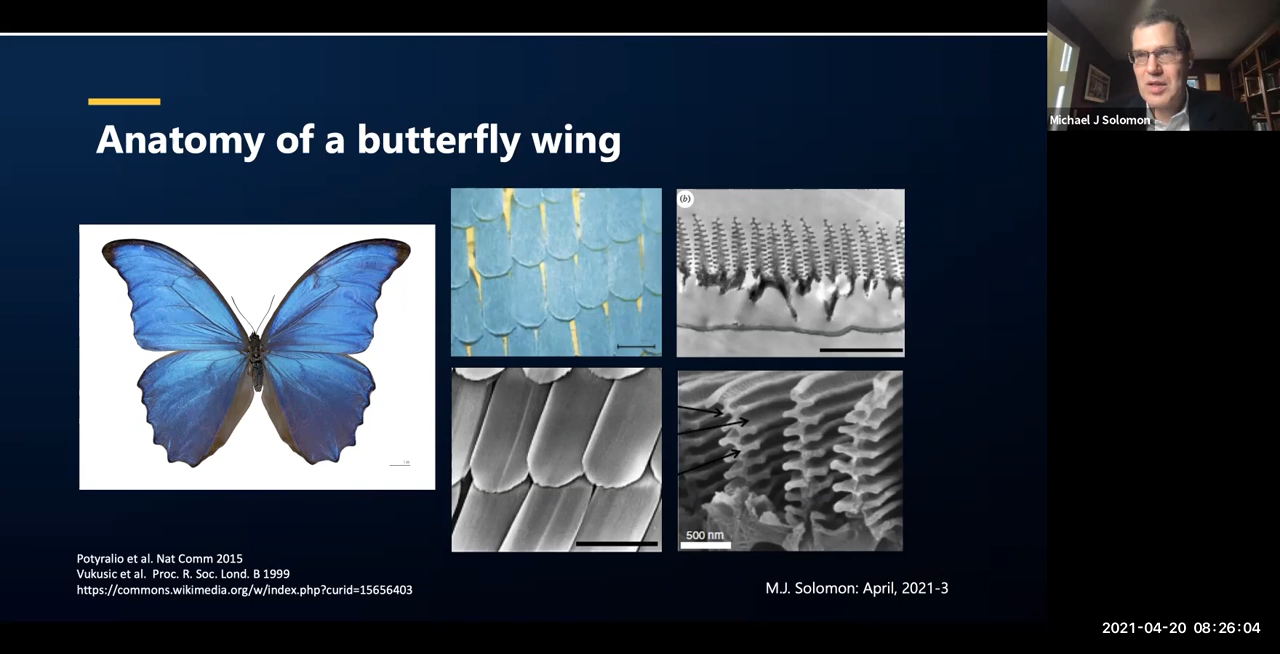 Michael J Solomon
Anatomy of a butterfly wing
(b)
500 nm
Potyralio et al. Nat Comm 2015
Vukusic et al. Proc. R. Soc. Lond. B 1999
https://commons.wikimedia.org/w/index.php?curid=15656403
M.J. Solomon: April, 2021-3
2021-04-20 08:26:04